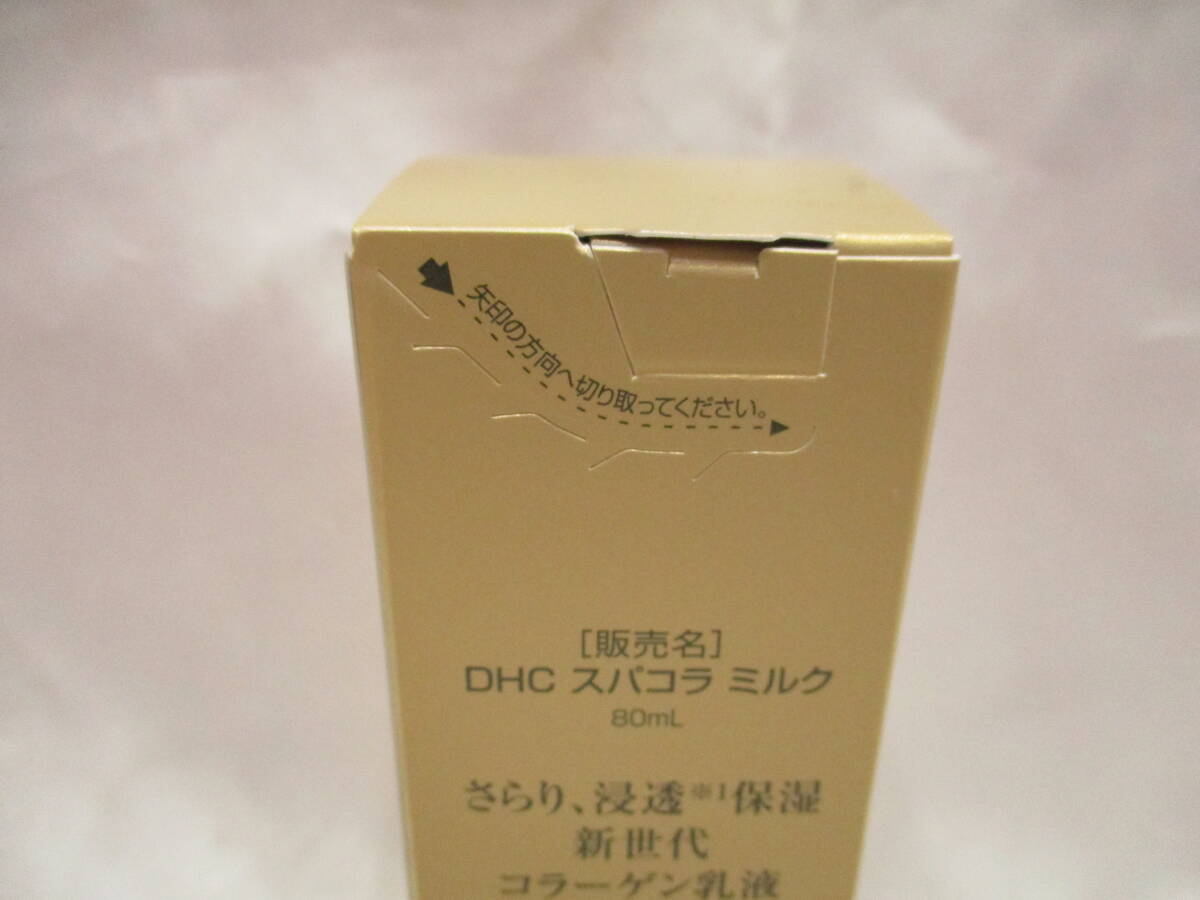 矢印の方向へ切り取ってください。
[販売名]
DHC スパコラ ミルク
80mL
さらり、浸透※1保湿
新世代
コラーゲン乳液